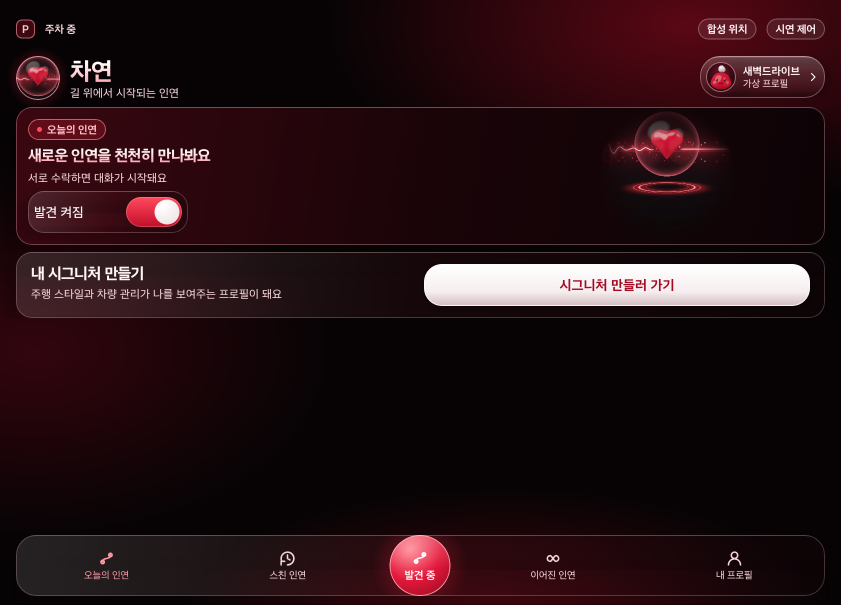 P 주차 중
합성 위치
시연 제어
차연
길 위에서 시작되는 인연
새벽드라이브
가상 프로필
오늘의 인연
새로운 인연을 천천히 만나봐요
서로 수락하면 대화가 시작돼요
발견 켜짐
내 시그니처 만들기
주행 스타일과 차량 관리가 나를 보여주는 프로필이 돼요
시그니처 만들러 가기
오늘의 인연
스친 인연
발견 중
이어진 인연
내 프로필